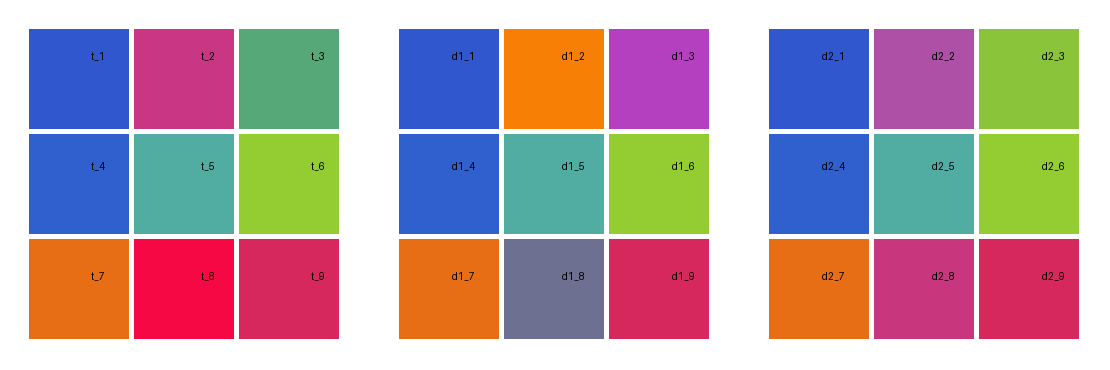 t_1 t_2 t_3 d1_1 d1_2 d1_3 d2_1 d2_2 d2_3
t_4 t_5 t_6 d1_4 d1_5 d1_6 d2_4 d2_5 d2_6
t_7 t_8 t_9 d1_7 d1_8 d1_9 d2_7 d2_8 d2_9